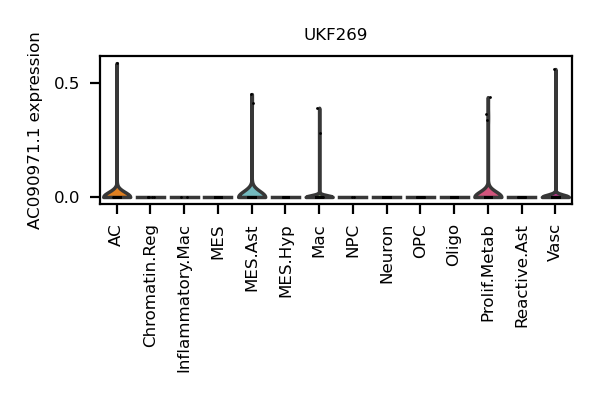 UKF269
AC090971.1 expression
0.5
0.0
AC
Chromatin.Reg
Inflammatory.Mac
MES
MES.Ast
MES.Hyp
Mac
NPC
Neuron
OPC
Oligo
Prolif.Metab
Reactive.Ast
Vasc